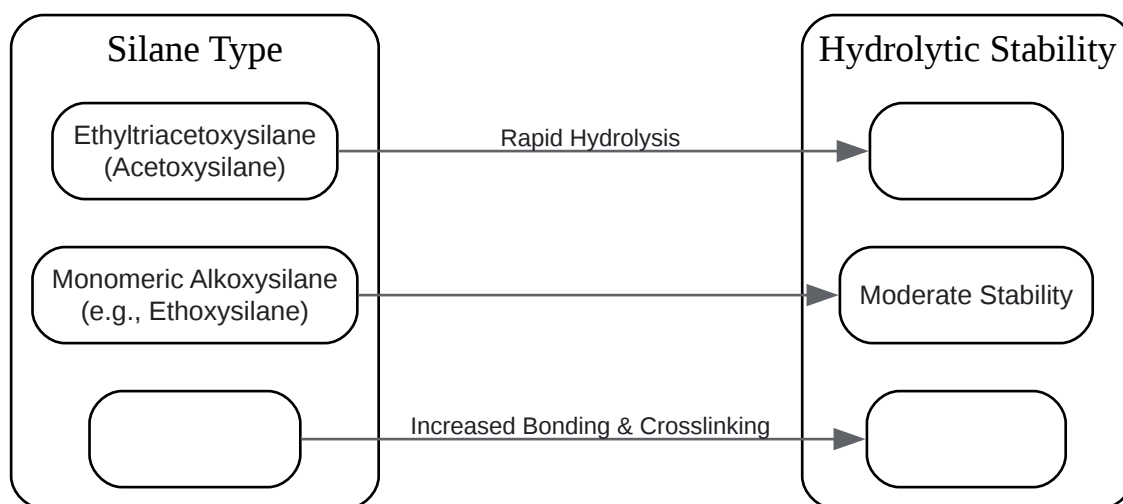 Silane Type
Hydrolytic Stability
Ethyltriacetoxysilane
(Acetoxysilane)
Rapid Hydrolysis
Monomeric Alkoxysilane
(e.g., Ethoxysilane)
Moderate Stability
Increased Bonding & Crosslinking